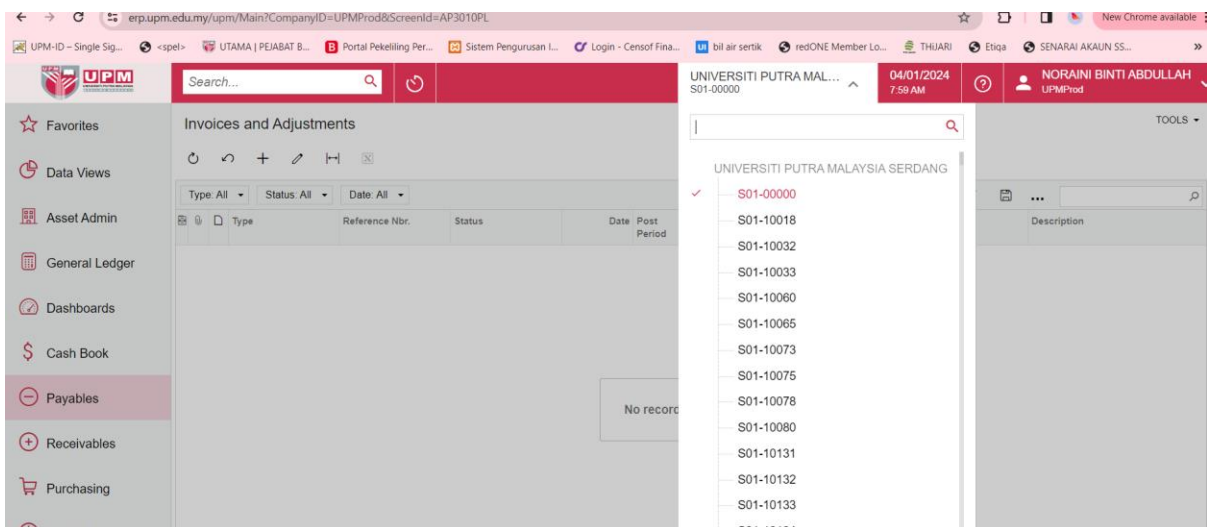 erp.upm.edu.my/upm/Main?CompanyID=UPMProd&ScreenId=AP3010PL
New Chrome available
UPM-ID – Single Sig...
<spel>
UTAMA | PEJABAT B...
Portal Pekeliling Per...
Sistem Pengurusan I...
Login - Censof Fina...
bil air sertik
redONE Member Lo...
THiJARI
Etiqa
SENARAI AKAUN SS...
»
UPM
Search...
UNIVERSITI PUTRA MAL...
S01-00000
04/01/2024
7:59 AM
NORAINI BINTI ABDULLAH
UPMProd
Favorites
Data Views
Asset Admin
General Ledger
Dashboards
Cash Book
Payables
Receivables
Purchasing
Invoices and Adjustments
TOOLS
Type: All
Status: All
Date: All
Type
Reference Nbr.
Status
Date
Post
Period
Description
No record
UNIVERSITI PUTRA MALAYSIA SERDANG
S01-00000
S01-10018
S01-10032
S01-10033
S01-10060
S01-10065
S01-10073
S01-10075
S01-10078
S01-10080
S01-10131
S01-10132
S01-10133